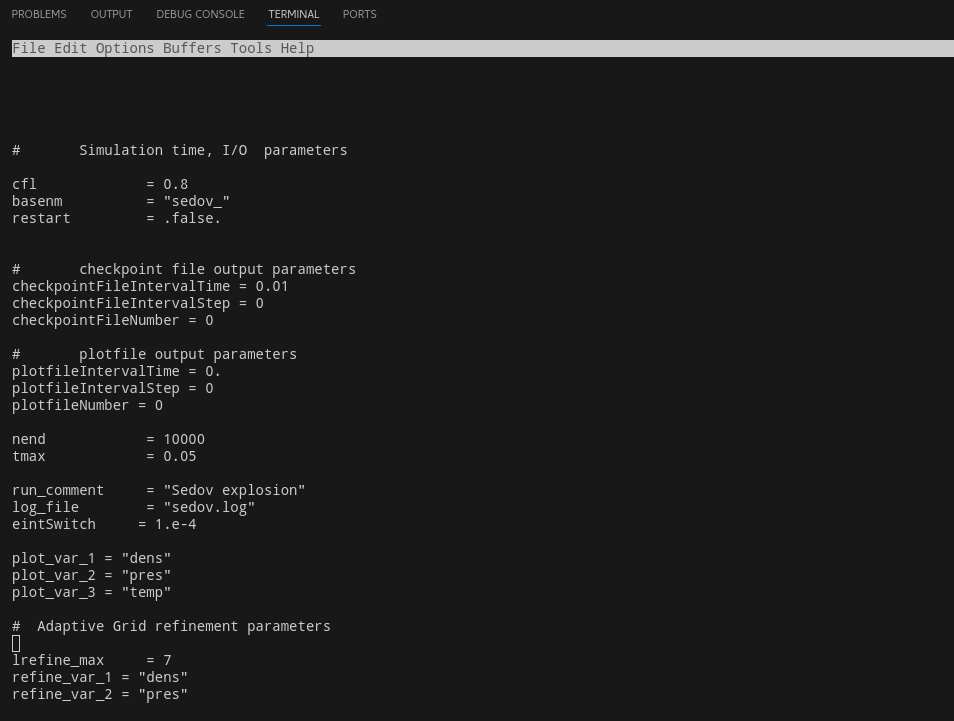 PROBLEMS OUTPUT DEBUG CONSOLE TERMINAL PORTS
File Edit Options Buffers Tools Help
#       Simulation time, I/O  parameters
cfl             = 0.8
basenm          = "sedov_"
restart         = .false.
#       checkpoint file output parameters
checkpointFileIntervalTime = 0.01
checkpointFileIntervalStep = 0
checkpointFileNumber = 0
#       plotfile output parameters
plotfileIntervalTime = 0.
plotfileIntervalStep = 0
plotfileNumber = 0
nend            = 10000
tmax            = 0.05
run_comment     = "Sedov explosion"
log_file        = "sedov.log"
eintSwitch     = 1.e-4
plot_var_1 = "dens"
plot_var_2 = "pres"
plot_var_3 = "temp"
#  Adaptive Grid refinement parameters
lrefine_max     = 7
refine_var_1 = "dens"
refine_var_2 = "pres"